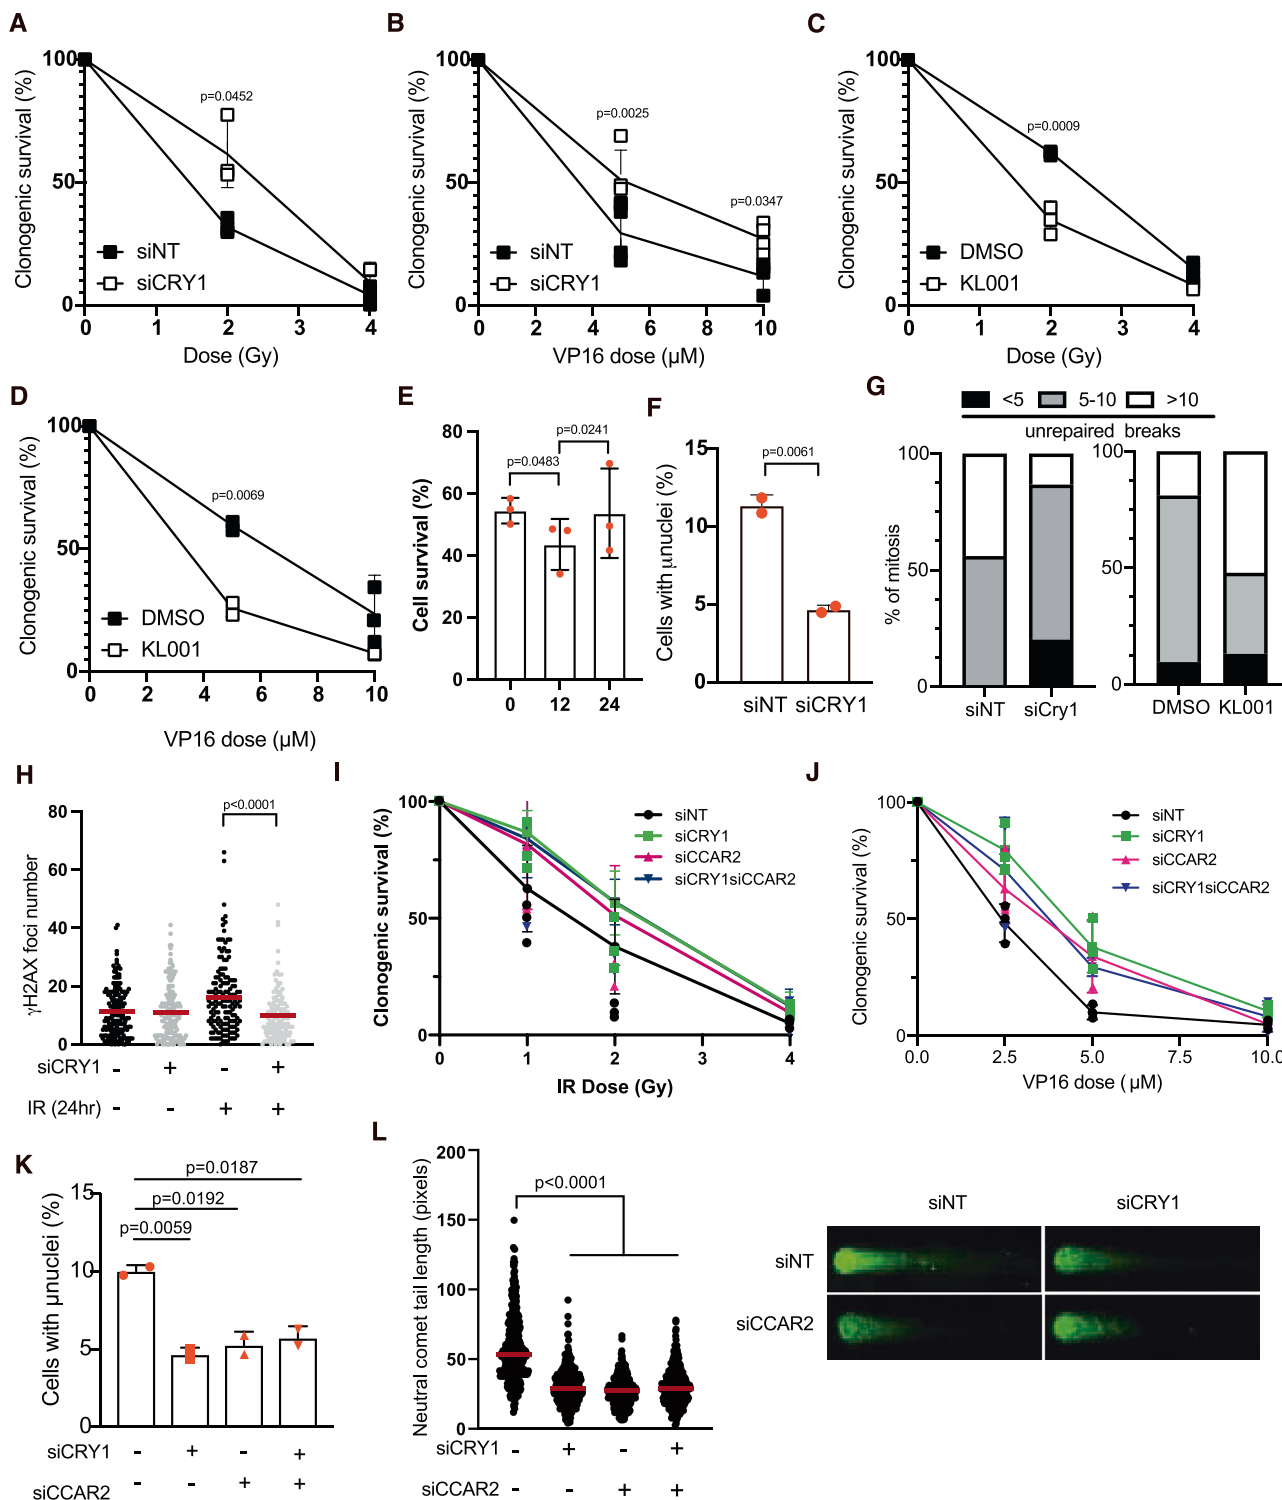 A
B
C
Clonogenic survival (%)
100
50
0
p=0.0452
siNT
siCRY1
0 1 2 3 4
Dose (Gy)
Clonogenic survival (%)
100
50
0
p=0.0025
p=0.0347
siNT
siCRY1
0 2 4 6 8 10
VP16 dose (µM)
Clonogenic survival (%)
100
50
0
p=0.0009
DMSO
KL001
0 1 2 3 4
Dose (Gy)
D
E
F
G
Clonogenic survival (%)
100
50
0
p=0.0069
DMSO
KL001
0 2 4 6 8 10
VP16 dose (µM)
Cell survival (%)
80
60
40
20
0
p=0.0483
p=0.0241
0 12 24
Cells with µnuclei (%)
15
10
5
0
p=0.0061
siNT siCRY1
<5 5-10 >10
unrepaired breaks
% of mitosis
100
50
0
siNT siCry1
100
50
0
DMSO KL001
H
I
J
γH2AX foci number
80
60
40
20
0
p<0.0001
siCRY1 - + - +
IR (24hr) - - + +
Clonogenic survival (%)
100
50
0
siNT
siCRY1
siCCAR2
siCRY1siCCAR2
0 1 2 3 4
IR Dose (Gy)
Clonogenic survival (%)
100
50
0
siNT
siCRY1
siCCAR2
siCRY1siCCAR2
0.0 2.5 5.0 7.5 10.0
VP16 dose (µM)
K
L
Cells with µnuclei (%)
15
10
5
0
p=0.0187
p=0.0192
p=0.0059
siCRY1 - + - +
siCCAR2 - - + +
Neutral comet tail length (pixels)
200
150
100
50
0
p<0.0001
siCRY1 - + - +
siCCAR2 - - + +
siNT siCRY1
siNT
siCCAR2